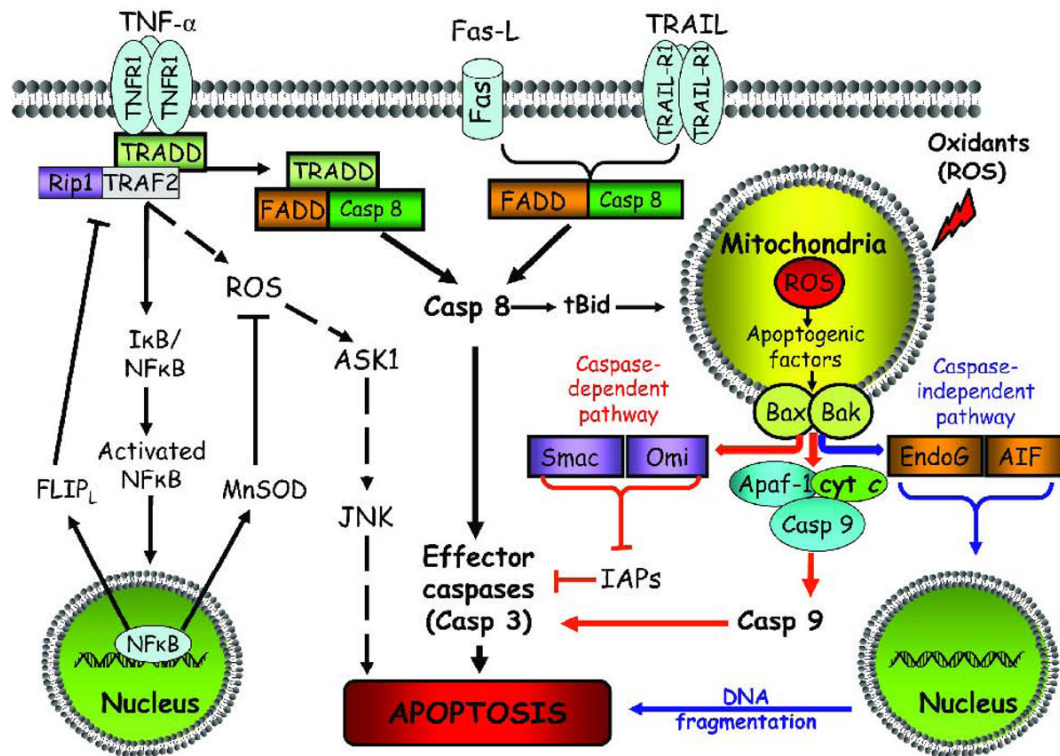 TNF-α
Fas-L
TRAIL
TNFR1
TNFR1
Fas
TRAIL-R1
TRAIL-R1
TRADD
Rip1
TRAF2
TRADD
FADD
Casp 8
FADD
Casp 8
Oxidants
(ROS)
Mitochondria
ROS
Apoptogenic
factors
Bax
Bak
ROS
Casp 8
tBid
IκB/
NFκB
ASK1
Caspase-
dependent
pathway
Caspase-
independent
pathway
Activated
NFκB
Smac
Omi
EndoG
AIF
Apaf-1
cyt c
Casp 9
FLIPL
MnSOD
JNK
Effector
caspases
(Casp 3)
IAPs
Casp 9
NFκB
Nucleus
Nucleus
APOPTOSIS
DNA
fragmentation